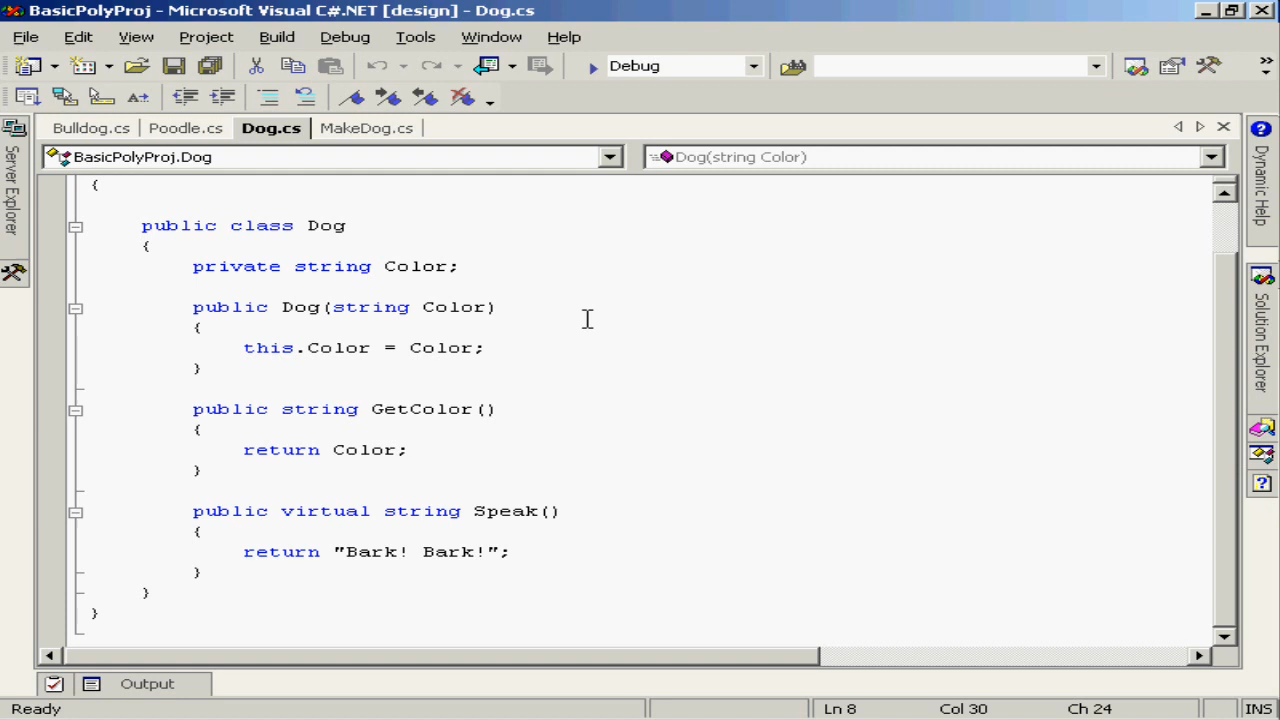 BasicPolyProj - Microsoft Visual C#.NET [design] - Dog.cs
File Edit View Project Build Debug Tools Window Help
Debug
Bulldog.cs Poodle.cs Dog.cs MakeDog.cs
BasicPolyProj.Dog Dog(string Color)
{
public class Dog
{
private string Color;
public Dog(string Color)
{
this.Color = Color;
}
public string GetColor()
{
return Color;
}
public virtual string Speak()
{
return "Bark! Bark!";
}
}
}
Server Explorer
Dynamic Help
Solution Explorer
Output
Ready Ln 8 Col 30 Ch 24 INS